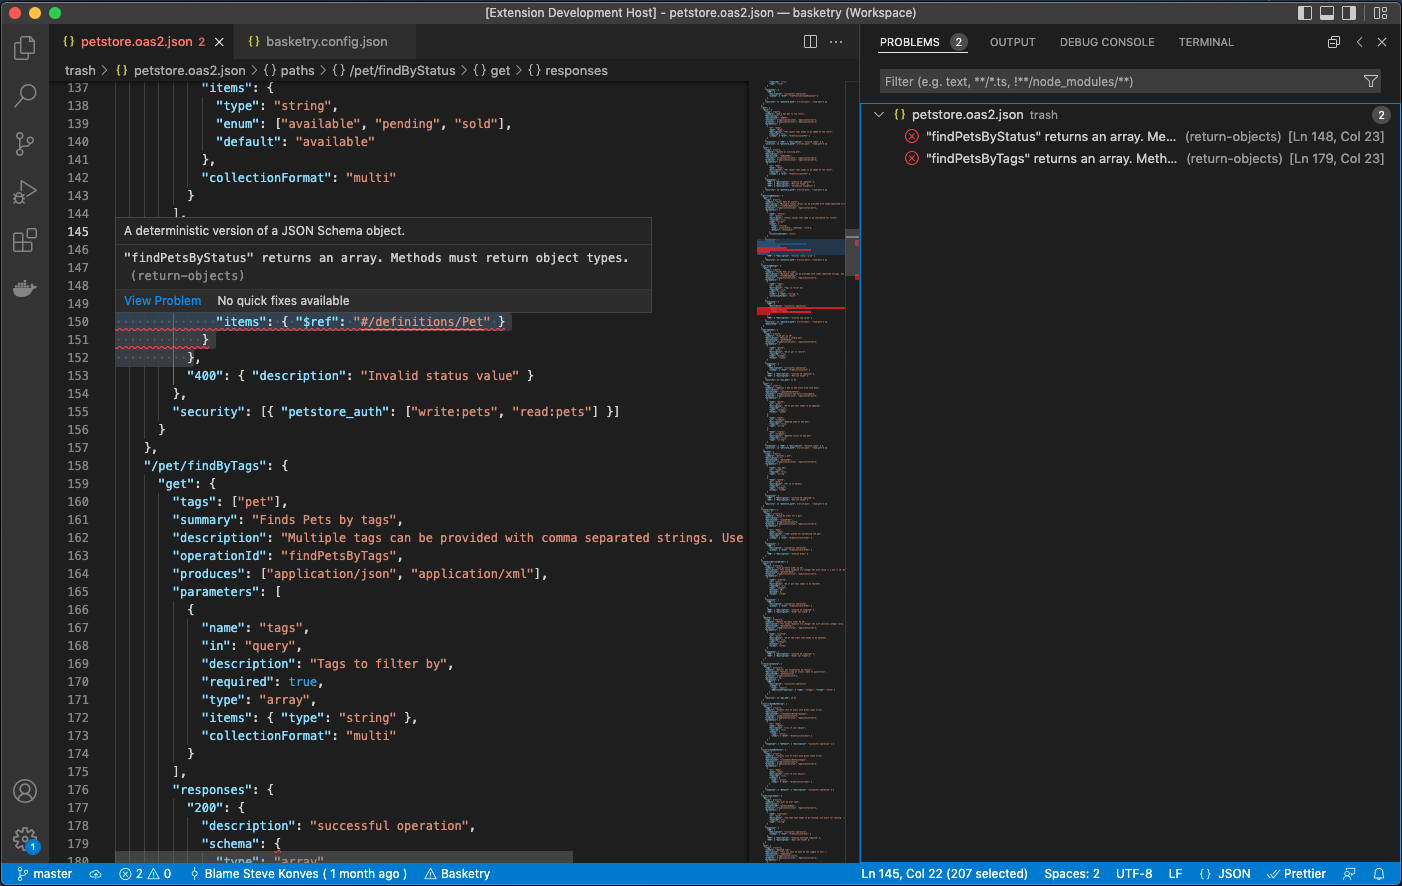 [Extension Development Host] - petstore.oas2.json — basketry (Workspace)
{} petstore.oas2.json 2
{} basketry.config.json
trash > {} petstore.oas2.json > {} paths > {} /pet/findByStatus > {} get > {} responses
137 "items": {
138 "type": "string",
139 "enum": ["available", "pending", "sold"],
140 "default": "available"
141 },
142 "collectionFormat": "multi"
143 }
144 ],
145
146
147
148
149
A deterministic version of a JSON Schema object.
"findPetsByStatus" returns an array. Methods must return object types.
(return-objects)
View Problem No quick fixes available
150 "items": { "$ref": "#/definitions/Pet" }
151 }
152 },
153 "400": { "description": "Invalid status value" }
154 },
155 "security": [{ "petstore_auth": ["write:pets", "read:pets"] }]
156 }
157 },
158 "/pet/findByTags": {
159 "get": {
160 "tags": ["pet"],
161 "summary": "Finds Pets by tags",
162 "description": "Multiple tags can be provided with comma separated strings. Use
163 "operationId": "findPetsByTags",
164 "produces": ["application/json", "application/xml"],
165 "parameters": [
166 {
167 "name": "tags",
168 "in": "query",
169 "description": "Tags to filter by",
170 "required": true,
171 "type": "array",
172 "items": { "type": "string" },
173 "collectionFormat": "multi"
174 }
175 ],
176 "responses": {
177 "200": {
178 "description": "successful operation",
179 "schema": {
180 "type": "array"
PROBLEMS 2 OUTPUT DEBUG CONSOLE TERMINAL
Filter (e.g. text, **/*.ts, !**/node_modules/**)
{} petstore.oas2.json trash 2
"findPetsByStatus" returns an array. Me... (return-objects) [Ln 148, Col 23]
"findPetsByTags" returns an array. Meth... (return-objects) [Ln 179, Col 23]
1
master 2 0 Blame Steve Konves ( 1 month ago ) Basketry Ln 145, Col 22 (207 selected) Spaces: 2 UTF-8 LF {} JSON Prettier